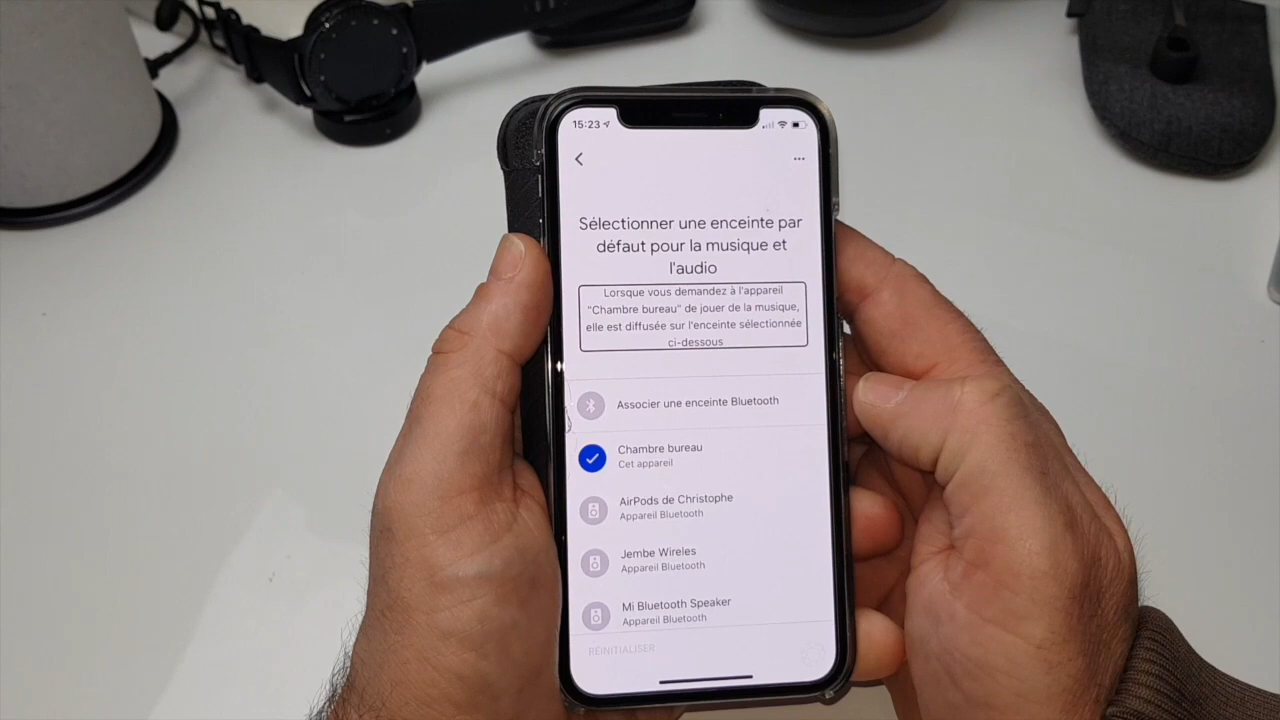 15:23
Sélectionner une enceinte par
défaut pour la musique et
l'audio
Lorsque vous demandez à l'appareil
"Chambre bureau" de jouer de la musique,
elle est diffusée sur l'enceinte sélectionnée
ci-dessous
Associer une enceinte Bluetooth
Chambre bureau
Cet appareil
AirPods de Christophe
Appareil Bluetooth
Jembe Wireles
Appareil Bluetooth
Mi Bluetooth Speaker
Appareil Bluetooth
RÉINITIALISER